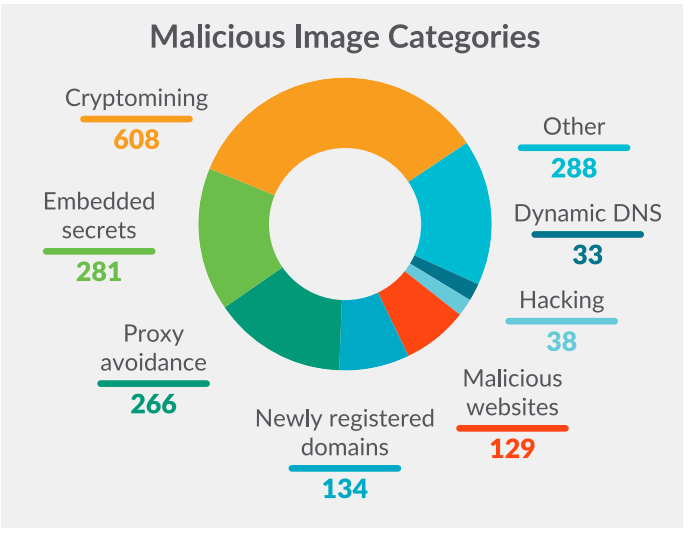 Malicious Image Categories
Cryptomining
608
Other
288
Embedded
secrets
281
Dynamic DNS
33
Hacking
38
Proxy
avoidance
266
Malicious
websites
129
Newly registered
domains
134